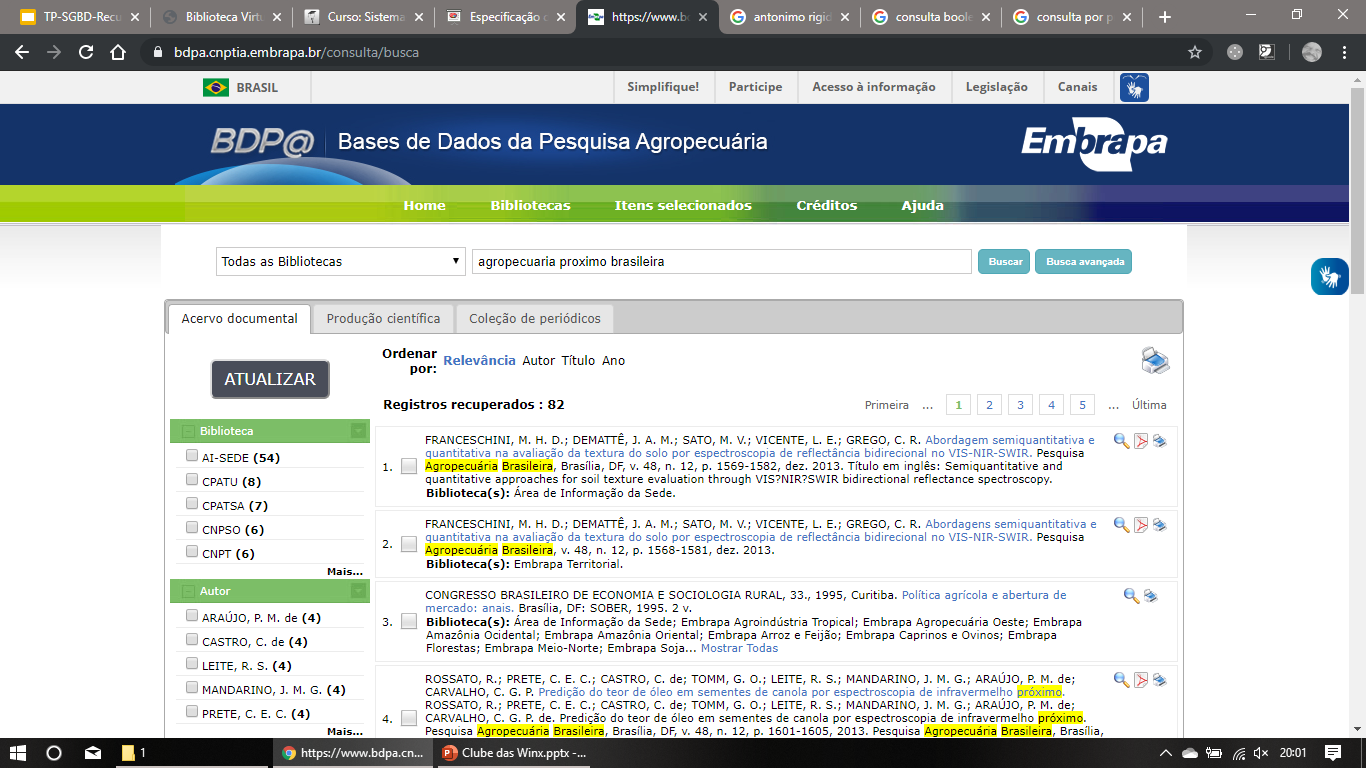 TP-SGBD-Recu
Biblioteca Virtu
Curso: Sistema
Especificação
https://www.b
antonimo rigid
consulta boole
consulta por p
bdpa.cnptia.embrapa.br/consulta/busca
BRASIL
Simplifique! Participe Acesso à informação Legislação Canais
BDP@ Bases de Dados da Pesquisa Agropecuária Embrapa
Home Bibliotecas Itens selecionados Créditos Ajuda
Todas as Bibliotecas agropecuaria proximo brasileira Buscar Busca avançada
Acervo documental Produção científica Coleção de periódicos
ATUALIZAR
Biblioteca
AI-SEDE (54)
CPATU (8)
CPATSA (7)
CNPSO (6)
CNPT (6)
Mais...
Autor
ARAÚJO, P. M. de (4)
CASTRO, C. de (4)
LEITE, R. S. (4)
MANDARINO, J. M. G. (4)
PRETE, C. E. C. (4)
Mais...
Ordenar por: Relevância Autor Título Ano
Registros recuperados : 82
Primeira ... 1 2 3 4 5 ... Última
1. FRANCESCHINI, M. H. D.; DEMATTÊ, J. A. M.; SATO, M. V.; VICENTE, L. E.; GREGO, C. R. Abordagem semiquantitativa e
quantitativa na avaliação da textura do solo por espectroscopia de reflectância bidirecional no VIS-NIR-SWIR. Pesquisa
Agropecuária Brasileira, Brasília, DF, v. 48, n. 12, p. 1569-1582, dez. 2013. Título em inglês: Semiquantitative and
quantitative approaches for soil texture evaluation through VIS?NIR?SWIR bidirectional reflectance spectroscopy.
Biblioteca(s): Área de Informação da Sede.
2. FRANCESCHINI, M. H. D.; DEMATTÊ, J. A. M.; SATO, M. V.; VICENTE, L. E.; GREGO, C. R. Abordagens semiquantitativa e
quantitativa na avaliação da textura do solo por espectroscopia de reflectância bidirecional no VIS-NIR-SWIR. Pesquisa
Agropecuária Brasileira, v. 48, n. 12, p. 1568-1581, dez. 2013.
Biblioteca(s): Embrapa Territorial.
3. CONGRESSO BRASILEIRO DE ECONOMIA E SOCIOLOGIA RURAL, 33., 1995, Curitiba. Política agrícola e abertura de
mercado: anais. Brasília, DF: SOBER, 1995. 2 v.
Biblioteca(s): Área de Informação da Sede; Embrapa Agroindústria Tropical; Embrapa Agropecuária Oeste; Embrapa
Amazônia Ocidental; Embrapa Amazônia Oriental; Embrapa Arroz e Feijão; Embrapa Caprinos e Ovinos; Embrapa
Florestas; Embrapa Meio-Norte; Embrapa Soja... Mostrar Todas
4. ROSSATO, R.; PRETE, C. E. C.; CASTRO, C. de; TOMM, G. O.; LEITE, R. S.; MANDARINO, J. M. G.; ARAÚJO, P. M. de;
CARVALHO, C. G. P. Predição do teor de óleo em sementes de canola por espectroscopia de infravermelho próximo.
ROSSATO, R.; PRETE, C. E. C.; CASTRO, C. de; TOMM, G. O.; LEITE, R. S.; MANDARINO, J. M. G.; ARAÚJO, P. M. de;
CARVALHO, C. G. P. de. Predição do teor de óleo em sementes de canola por espectroscopia de infravermelho próximo.
Pesquisa Agropecuária Brasileira, Brasília, DF, v. 48, n. 12, p. 1601-1605, 2013. Pesquisa Agropecuária Brasileira, Brasília,
1
https://www.bdpa.cn...
Clube das Winx.pptx -...
20:01